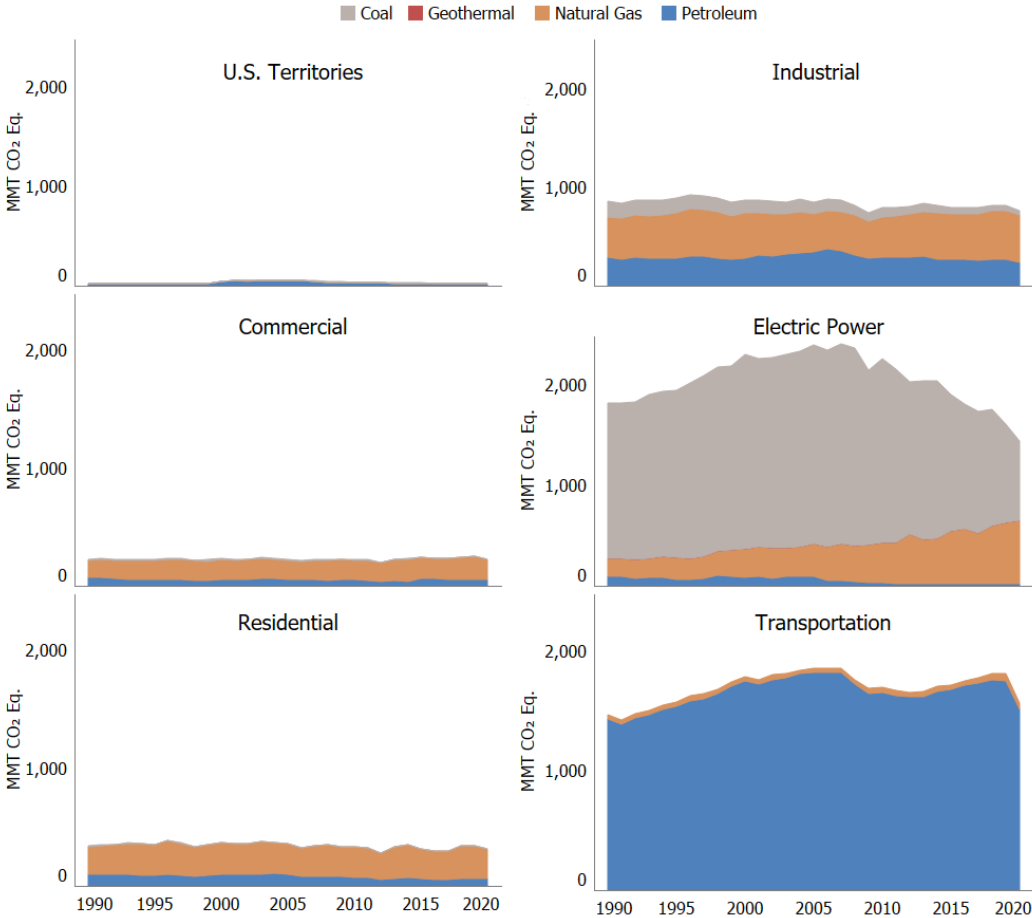 Coal Geothermal Natural Gas Petroleum
U.S. Territories
MMT CO₂ Eq.
2,000
1,000
0
Industrial
MMT CO₂ Eq.
2,000
1,000
0
Commercial
MMT CO₂ Eq.
2,000
1,000
0
Electric Power
MMT CO₂ Eq.
2,000
1,000
0
Residential
MMT CO₂ Eq.
2,000
1,000
0
1990 1995 2000 2005 2010 2015 2020
Transportation
MMT CO₂ Eq.
2,000
1,000
0
1990 1995 2000 2005 2010 2015 2020